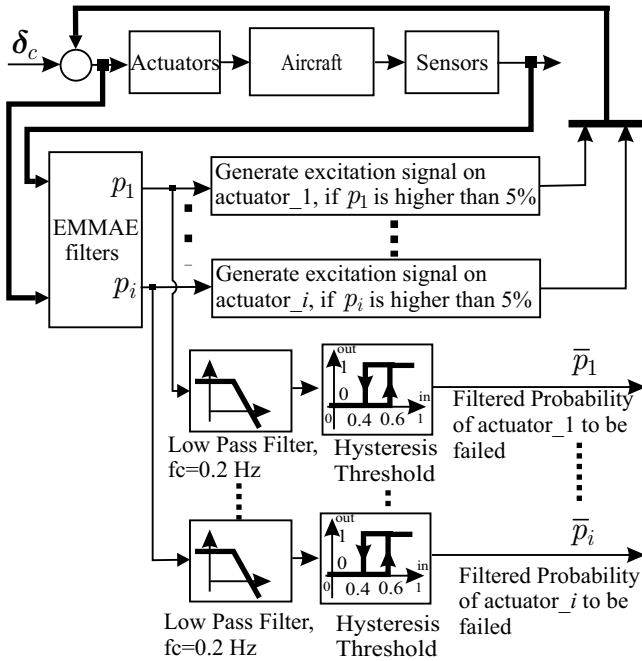 δc
Actuators
Aircraft
Sensors
EMMAE
filters
p1
pi
Generate excitation signal on
actuator_1, if p1 is higher than 5%
Generate excitation signal on
actuator_i, if pi is higher than 5%
out
1
0
in
0
0.4
0.6
1
Low Pass Filter,
fc=0.2 Hz
Hysteresis
Threshold
p̅1
Filtered Probability
of actuator_1 to be
failed
out
1
0
in
0
0.4
0.6
1
Low Pass Filter,
fc=0.2 Hz
Hysteresis
Threshold
p̅i
Filtered Probability
of actuator_i to be
failed